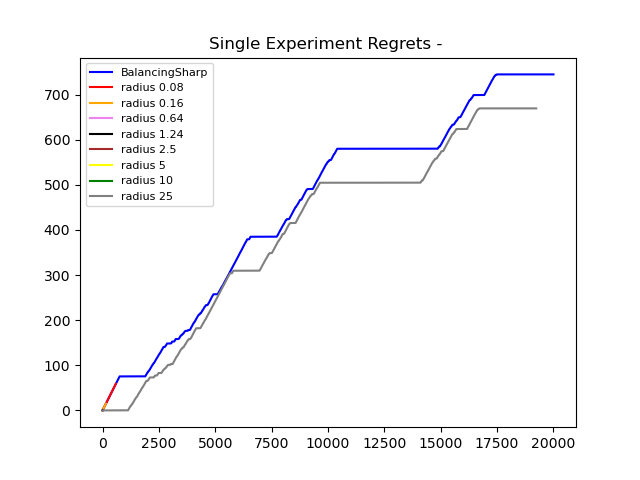 Single Experiment Regrets -
BalancingSharp
radius 0.08
radius 0.16
radius 0.64
radius 1.24
radius 2.5
radius 5
radius 10
radius 25
700
600
500
400
300
200
100
0
0 2500 5000 7500 10000 12500 15000 17500 20000